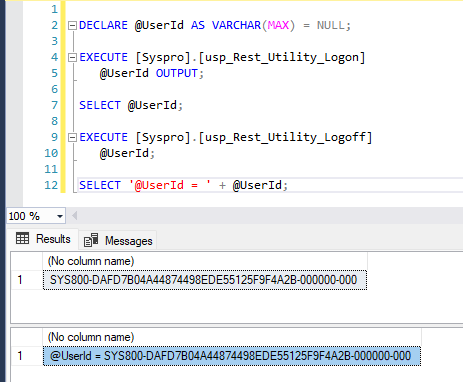 1
2 DECLARE @UserId AS VARCHAR(MAX) = NULL;
3
4 EXECUTE [Syspro].[usp_Rest_Utility_Logon]
5 @UserId OUTPUT;
6
7 SELECT @UserId;
8
9 EXECUTE [Syspro].[usp_Rest_Utility_Logoff]
10 @UserId;
11
12 SELECT '@UserId = ' + @UserId;
100 %
Results Messages
(No column name)
1 SYS800-DAFD7B04A44874498EDE55125F9F4A2B-000000-000
(No column name)
1 @UserId = SYS800-DAFD7B04A44874498EDE55125F9F4A2B-000000-000